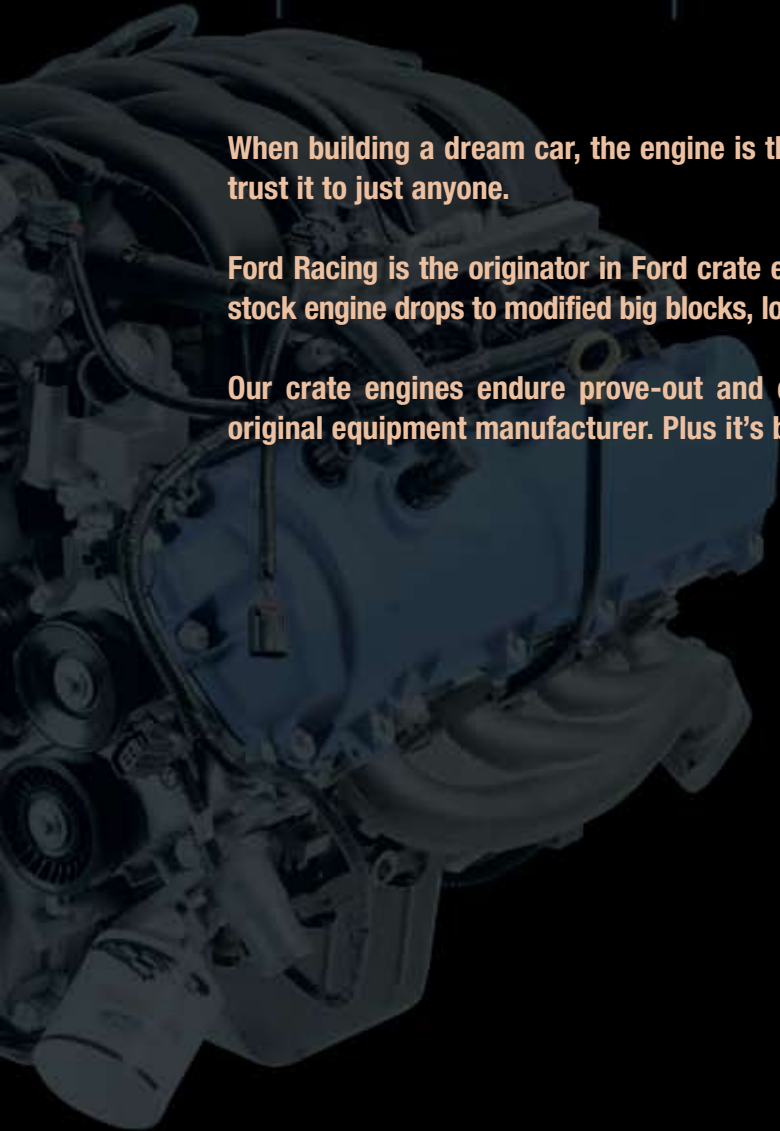 When building a dream car, the engine is th
trust it to just anyone.
Ford Racing is the originator in Ford crate e
stock engine drops to modified big blocks, lo
Our crate engines endure prove-out and
original equipment manufacturer. Plus it's b